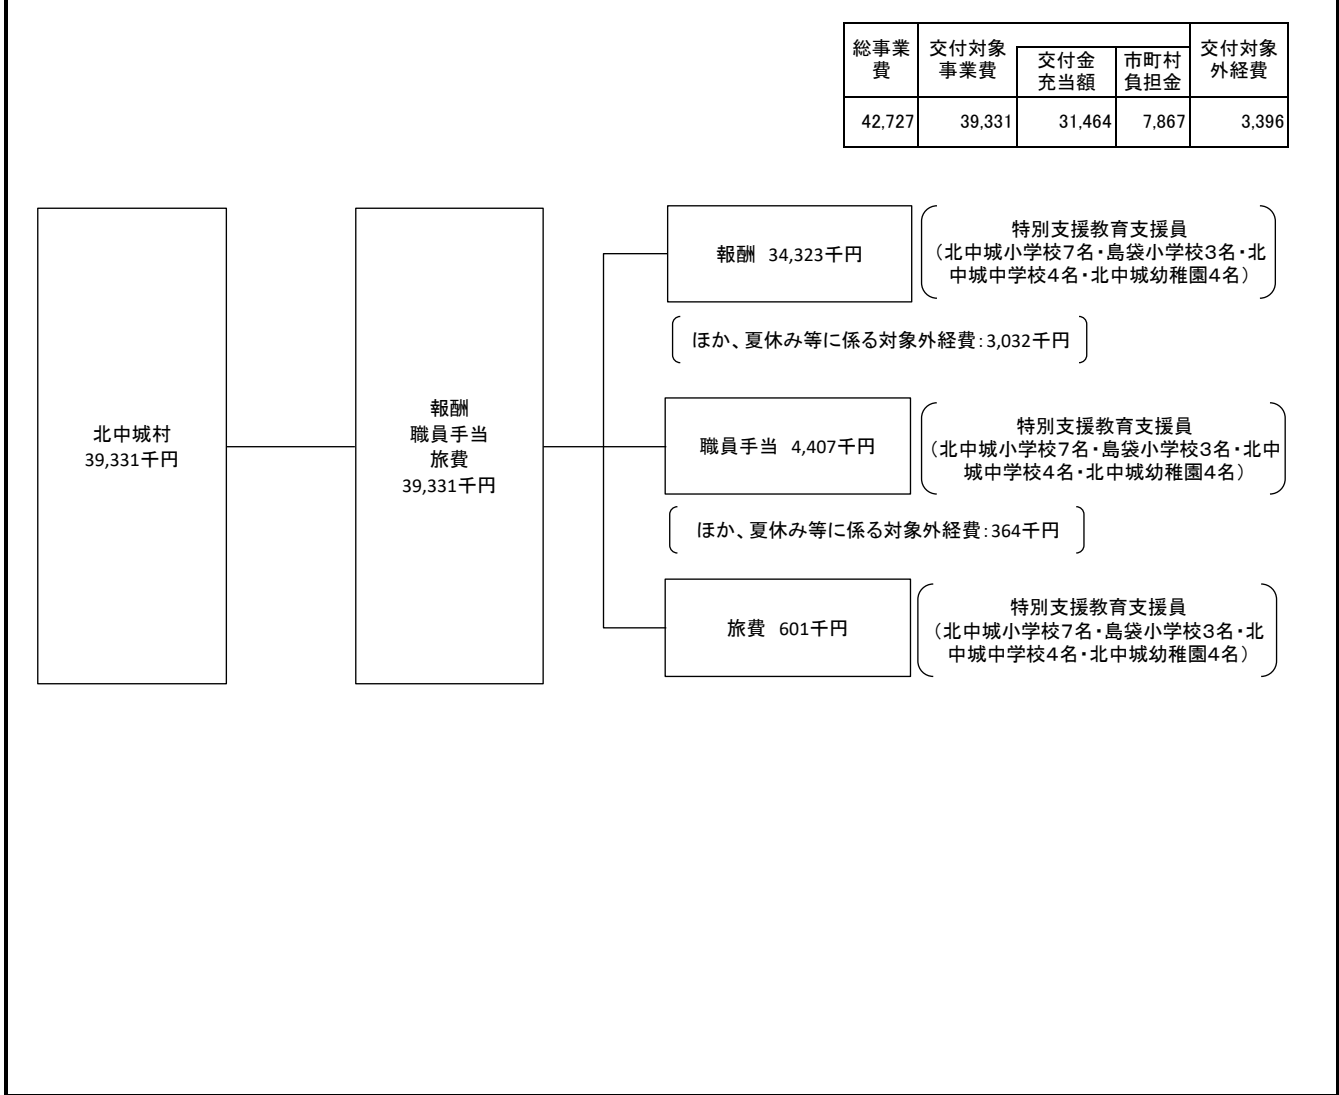 総事業
費
交付対象
事業費
交付金
充当額
市町村
負担金
交付対象
外経費
42,727
39,331
31,464
7,867
3,396
北中城村
39,331千円
報酬
職員手当
旅費
39,331千円
報酬 34,323千円
特別支援教育支援員
（北中城小学校７名・島袋小学校３名・北
中城中学校４名・北中城幼稚園４名）
ほか、夏休み等に係る対象外経費：3,032千円
職員手当 4,407千円
特別支援教育支援員
（北中城小学校７名・島袋小学校３名・北中
城中学校４名・北中城幼稚園４名）
ほか、夏休み等に係る対象外経費：364千円
旅費 601千円
特別支援教育支援員
（北中城小学校７名・島袋小学校３名・北
中城中学校４名・北中城幼稚園４名）